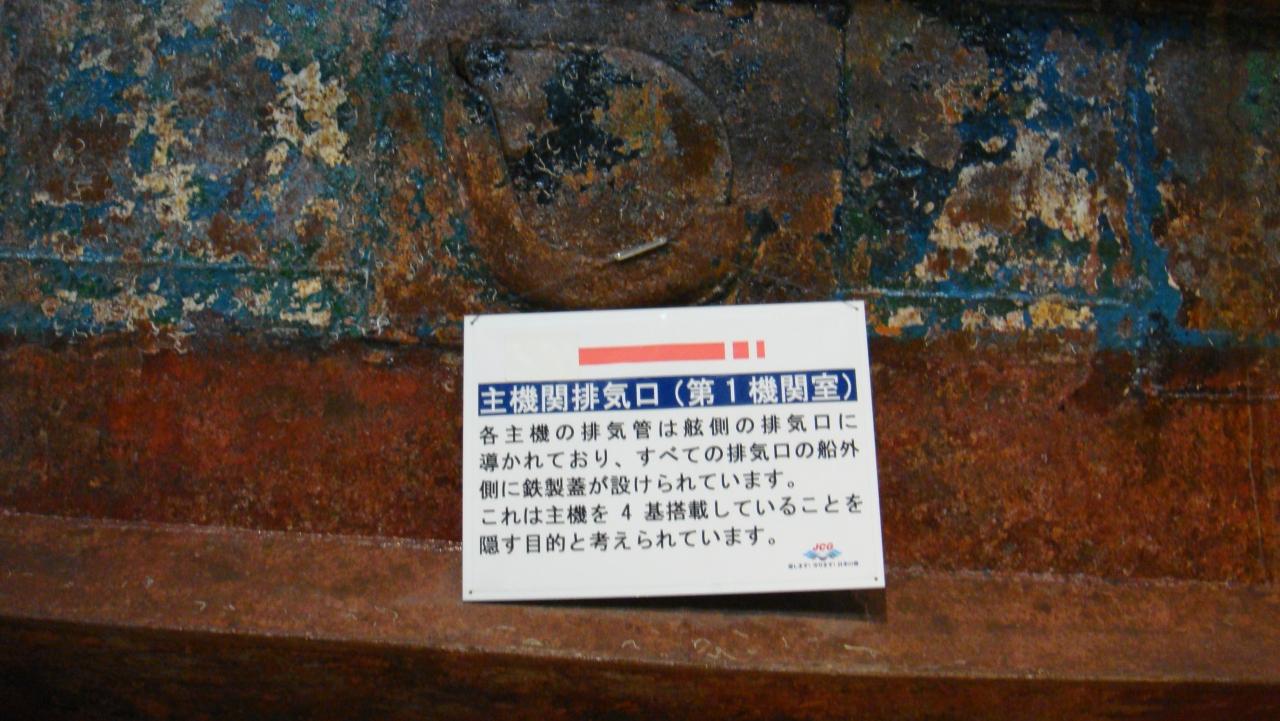 主機関排気口(第1機関室)
各主機の排気管は舷側の排気口に
導かれており、すべての排気口の船外
側に鉄製蓋が設けられています。
これは主機を 4 基搭載していることを
隠す目的と考えられています。
JCG